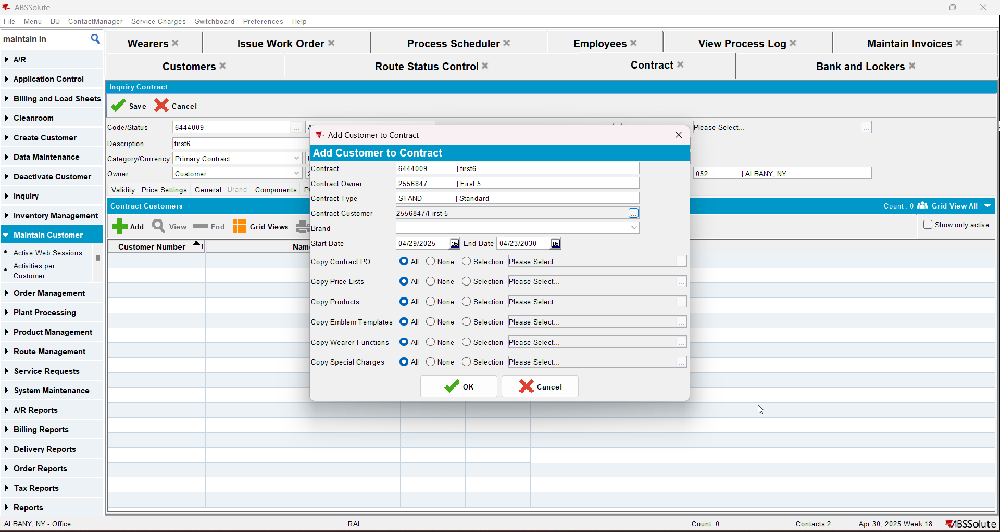 ABSSolute
File Menu BU ContactManager Service Charges Switchboard Preferences Help
maintain in
Wearers Issue Work Order Process Scheduler Employees View Process Log Maintain Invoices
Customers Route Status Control Contract Bank and Lockers
A/R
Application Control
Billing and Load Sheets
Cleanroom
Create Customer
Data Maintenance
Deactivate Customer
Inquiry
Inventory Management
Maintain Customer
Active Web Sessions
Activities per
Customer
Order Management
Plant Processing
Product Management
Route Management
Service Requests
System Maintenance
A/R Reports
Billing Reports
Delivery Reports
Order Reports
Tax Reports
Reports
Inquiry Contract
Save Cancel
Code/Status 6444009 ... Please Select... ...
Description first6
Category/Currency Primary Contract
Owner Customer 052 | ALBANY, NY
Validity Price Settings General Brand Components
Contract Customers Count : 0 Grid View All
Add View End Grid Views Show only active
Customer Number 1
Add Customer to Contract
Add Customer to Contract
Contract 6444009 | first6
Contract Owner 2556847 | First 5
Contract Type STAND | Standard
Contract Customer 2556847/First 5 ...
Brand
Start Date 04/29/2025 16 End Date 04/23/2030 16
Copy Contract PO All None Selection Please Select... ...
Copy Price Lists All None Selection Please Select... ...
Copy Products All None Selection Please Select... ...
Copy Emblem Templates All None Selection Please Select... ...
Copy Wearer Functions All None Selection Please Select... ...
Copy Special Charges All None Selection Please Select... ...
OK Cancel
ALBANY, NY - Office RAL Count: 0 Contacts 2 Apr 30, 2025 Week 18 ABSSolute